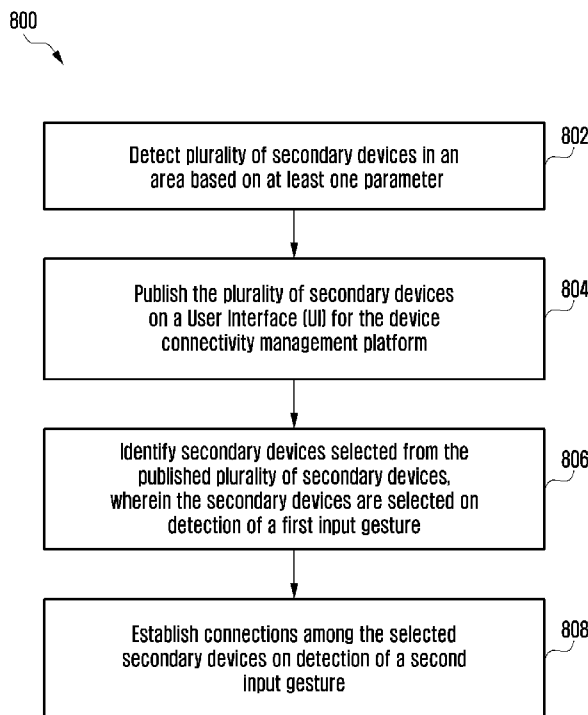 800
802
Detect plurality of secondary devices in an
area based on at least one parameter
804
Publish the plurality of secondary devices
on a User Interface (UI) for the device
connectivity management platform
806
Identify secondary devices selected from the
published plurality of secondary devices,
wherein the secondary devices are selected on
detection of a first input gesture
808
Establish connections among the selected
secondary devices on detection of a second
input gesture